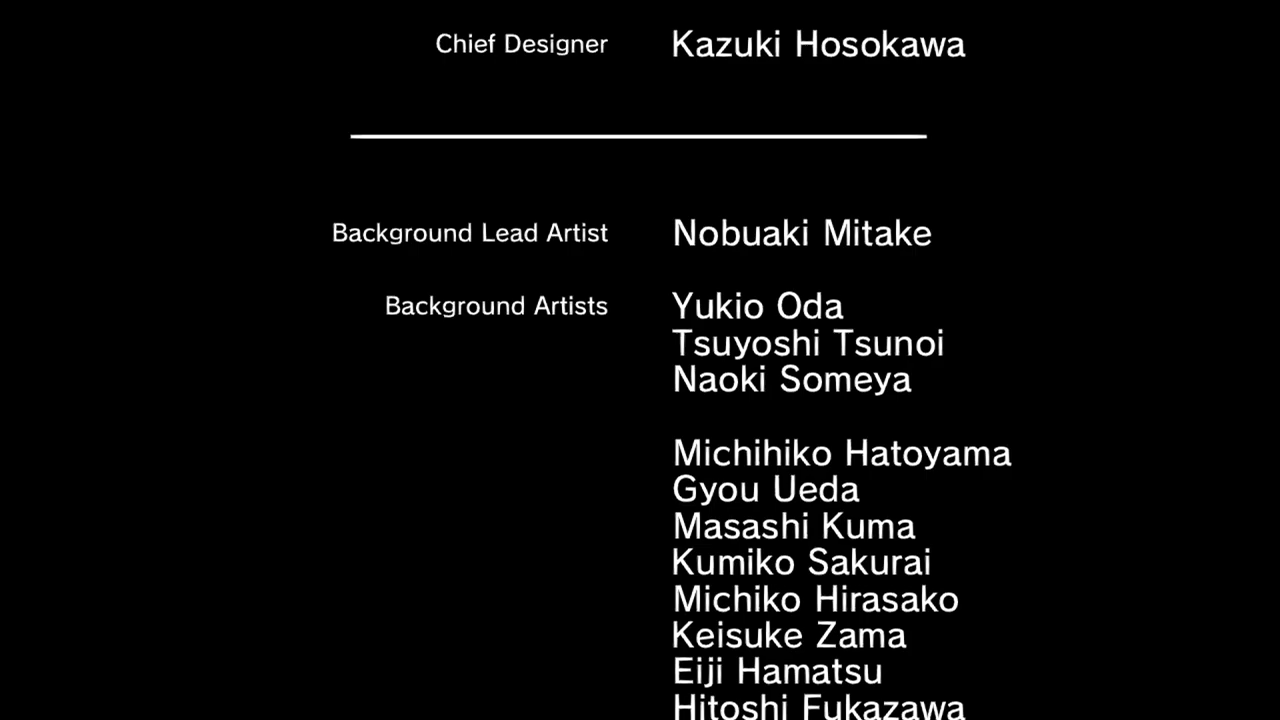 Chief Designer Kazuki Hosokawa
Background Lead Artist Nobuaki Mitake
Background Artists Yukio Oda
Tsuyoshi Tsunoi
Naoki Someya
Michihiko Hatoyama
Gyou Ueda
Masashi Kuma
Kumiko Sakurai
Michiko Hirasako
Keisuke Zama
Eiji Hamatsu
Hitoshi Fukazawa